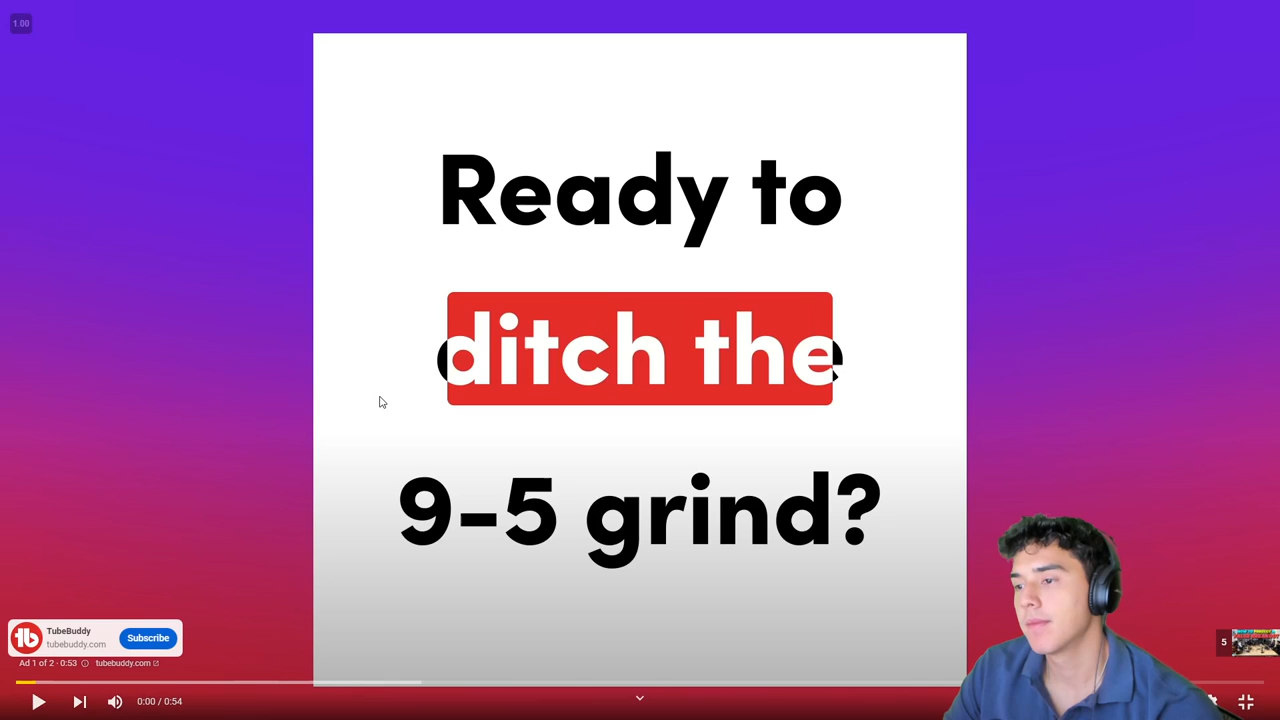 1.00
Ready to
ditch the
9-5 grind?
TubeBuddy
tubebuddy.com
Subscribe
Ad 1 of 2 · 0:53
tubebuddy.com
5
0:00 / 0:54